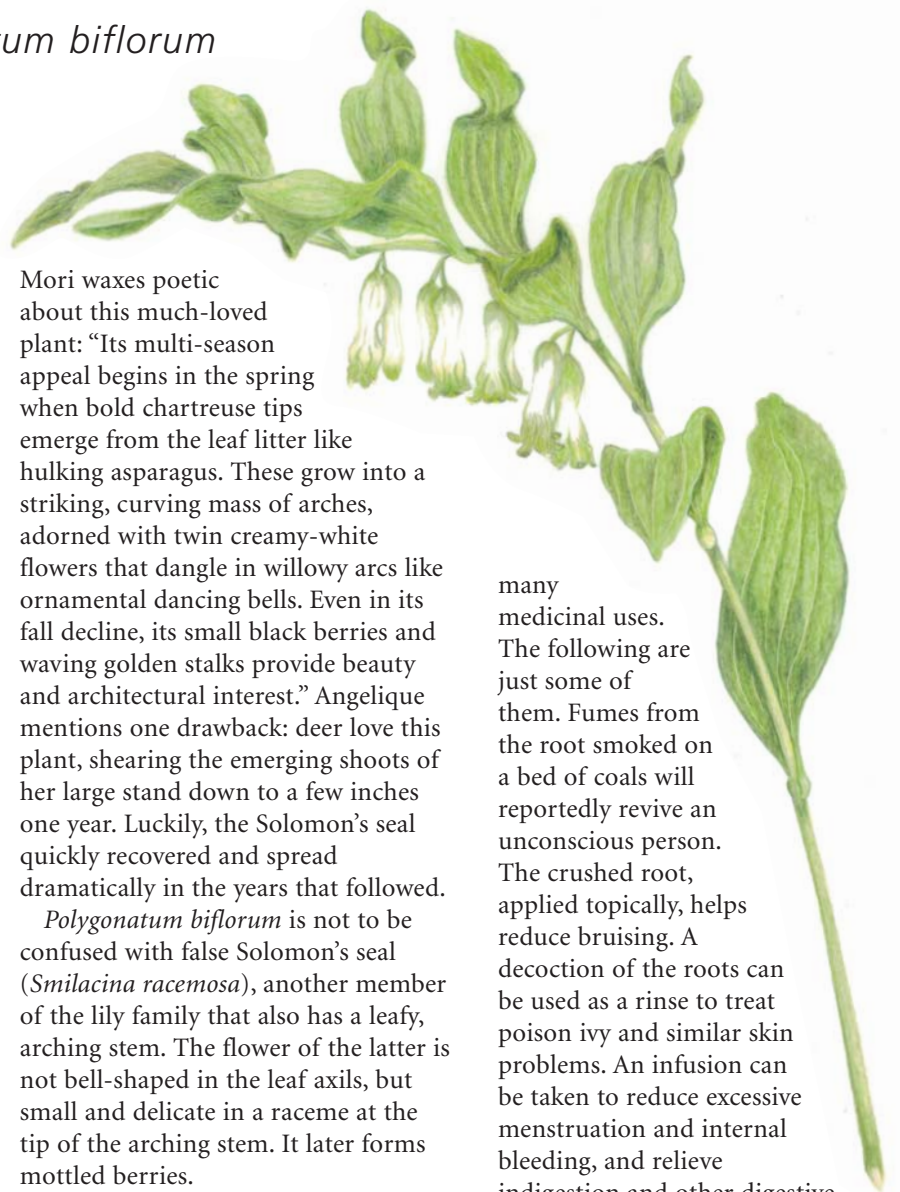 um biflorum
Mori waxes poetic
about this much-loved
plant: “Its multi-season
appeal begins in the spring
when bold chartreuse tips
emerge from the leaf litter like
hulking asparagus. These grow into a
striking, curving mass of arches,
adorned with twin creamy-white
flowers that dangle in willowy arcs like
ornamental dancing bells. Even in its
fall decline, its small black berries and
waving golden stalks provide beauty
and architectural interest.” Angelique
mentions one drawback: deer love this
plant, shearing the emerging shoots of
her large stand down to a few inches
one year. Luckily, the Solomon’s seal
quickly recovered and spread
dramatically in the years that followed.
Polygonatum biflorum is not to be
confused with false Solomon’s seal
(Smilacina racemosa), another member
of the lily family that also has a leafy,
arching stem. The flower of the latter is
not bell-shaped in the leaf axils, but
small and delicate in a raceme at the
tip of the arching stem. It later forms
mottled berries.
many
medicinal uses.
The following are
just some of
them. Fumes from
the root smoked on
a bed of coals will
reportedly revive an
unconscious person.
The crushed root,
applied topically, helps
reduce bruising. A
decoction of the roots can
be used as a rinse to treat
poison ivy and similar skin
problems. An infusion can
be taken to reduce excessive
menstruation and internal
bleeding, and relieve
indigestion and other digestive